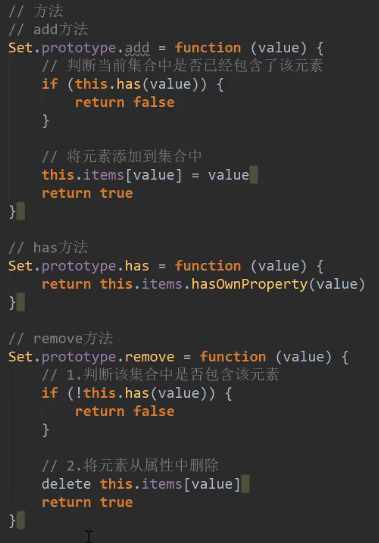 // 方法
// add方法
Set.prototype.add = function (value) {
// 判断当前集合中是否已经包含了该元素
if (this.has(value)) {
return false
}
// 将元素添加到集合中
this.items[value] = value
return true
}
// has方法
Set.prototype.has = function (value) {
return this.items.hasOwnProperty(value)
}
// remove方法
Set.prototype.remove = function (value) {
// 1.判断该集合中是否包含该元素
if (!this.has(value)) {
return false
}
// 2.将元素从属性中删除
delete this.items[value]
return true
}